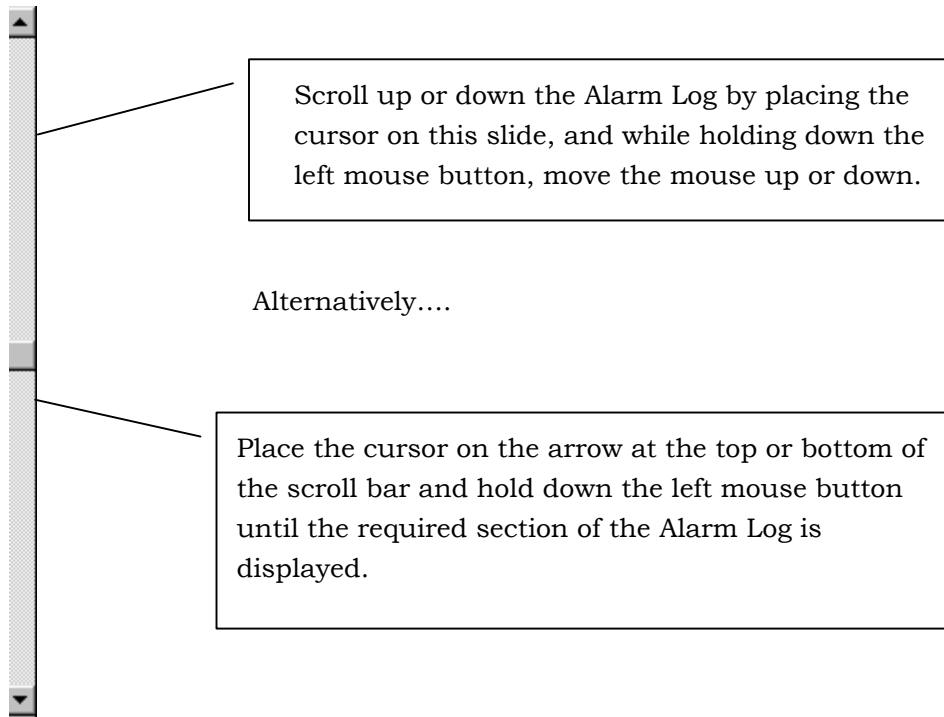 Scroll up or down the Alarm Log by placing the
cursor on this slide, and while holding down the
left mouse button, move the mouse up or down.
Alternatively….
Place the cursor on the arrow at the top or bottom of
the scroll bar and hold down the left mouse button
until the required section of the Alarm Log is
displayed.